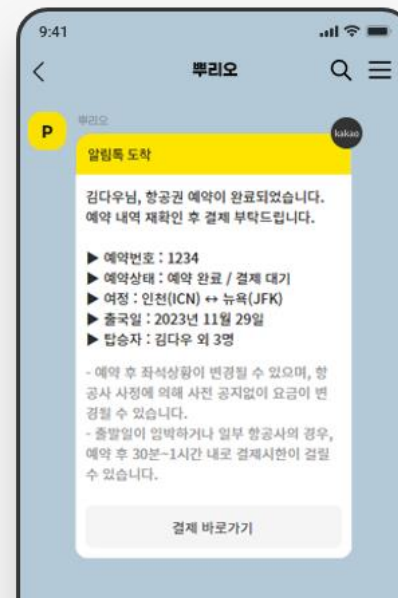 9:41
뿌리오
P
뿌리오
kakao
알림톡 도착
김다우님, 항공권 예약이 완료되었습니다.
예약 내역 재확인 후 결제 부탁드립니다.
▶ 예약번호 : 1234
▶ 예약상태 : 예약 완료 / 결제 대기
▶ 여정 : 인천(ICN) ↔ 뉴욕(JFK)
▶ 출국일 : 2023년 11월 29일
▶ 탑승자 : 김다우 외 3명
- 예약 후 좌석상황이 변경될 수 있으며, 항
공사 사정에 의해 사전 공지없이 요금이 변
경될 수 있습니다.
- 출발일이 임박하거나 일부 항공사의 경우,
예약 후 30분~1시간 내로 결제시한이 걸릴
수 있습니다.
결제 바로가기